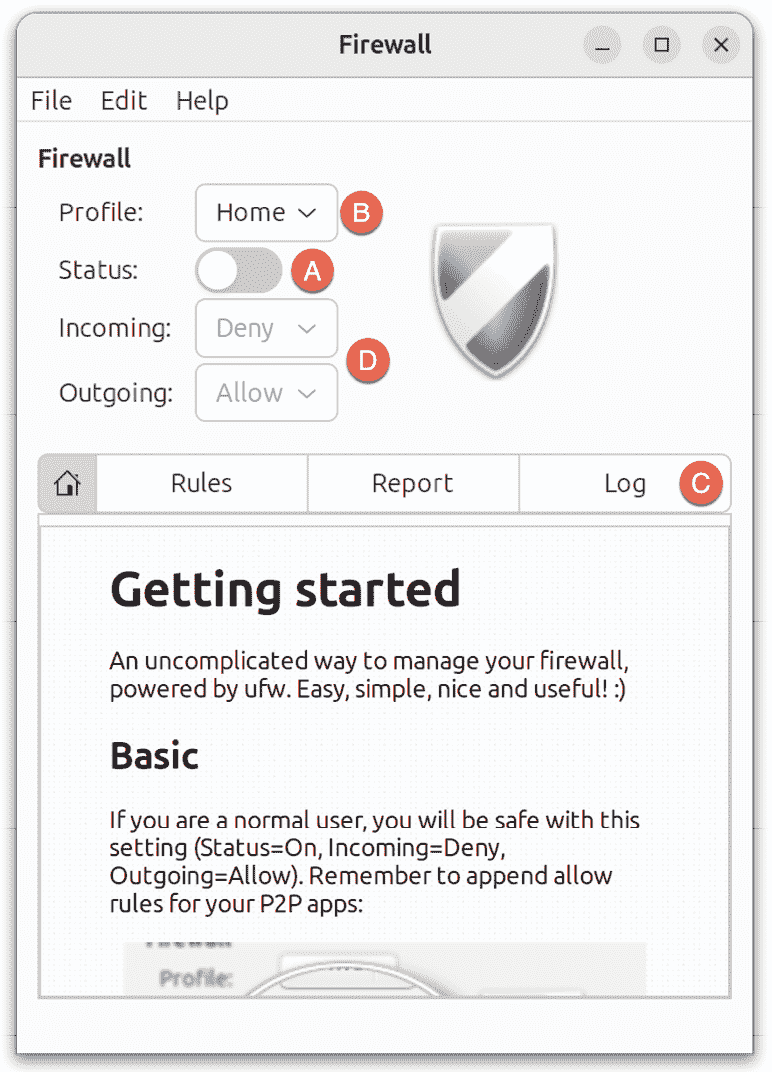 Firewall
File Edit Help
Firewall
Profile: Home B
Status: A
Incoming: Deny
D
Outgoing: Allow
Rules Report Log C
Getting started
An uncomplicated way to manage your firewall,
powered by ufw. Easy, simple, nice and useful! :)
Basic
If you are a normal user, you will be safe with this
setting (Status=On, Incoming=Deny,
Outgoing=Allow). Remember to append allow
rules for your P2P apps:
Firewall
Profile: